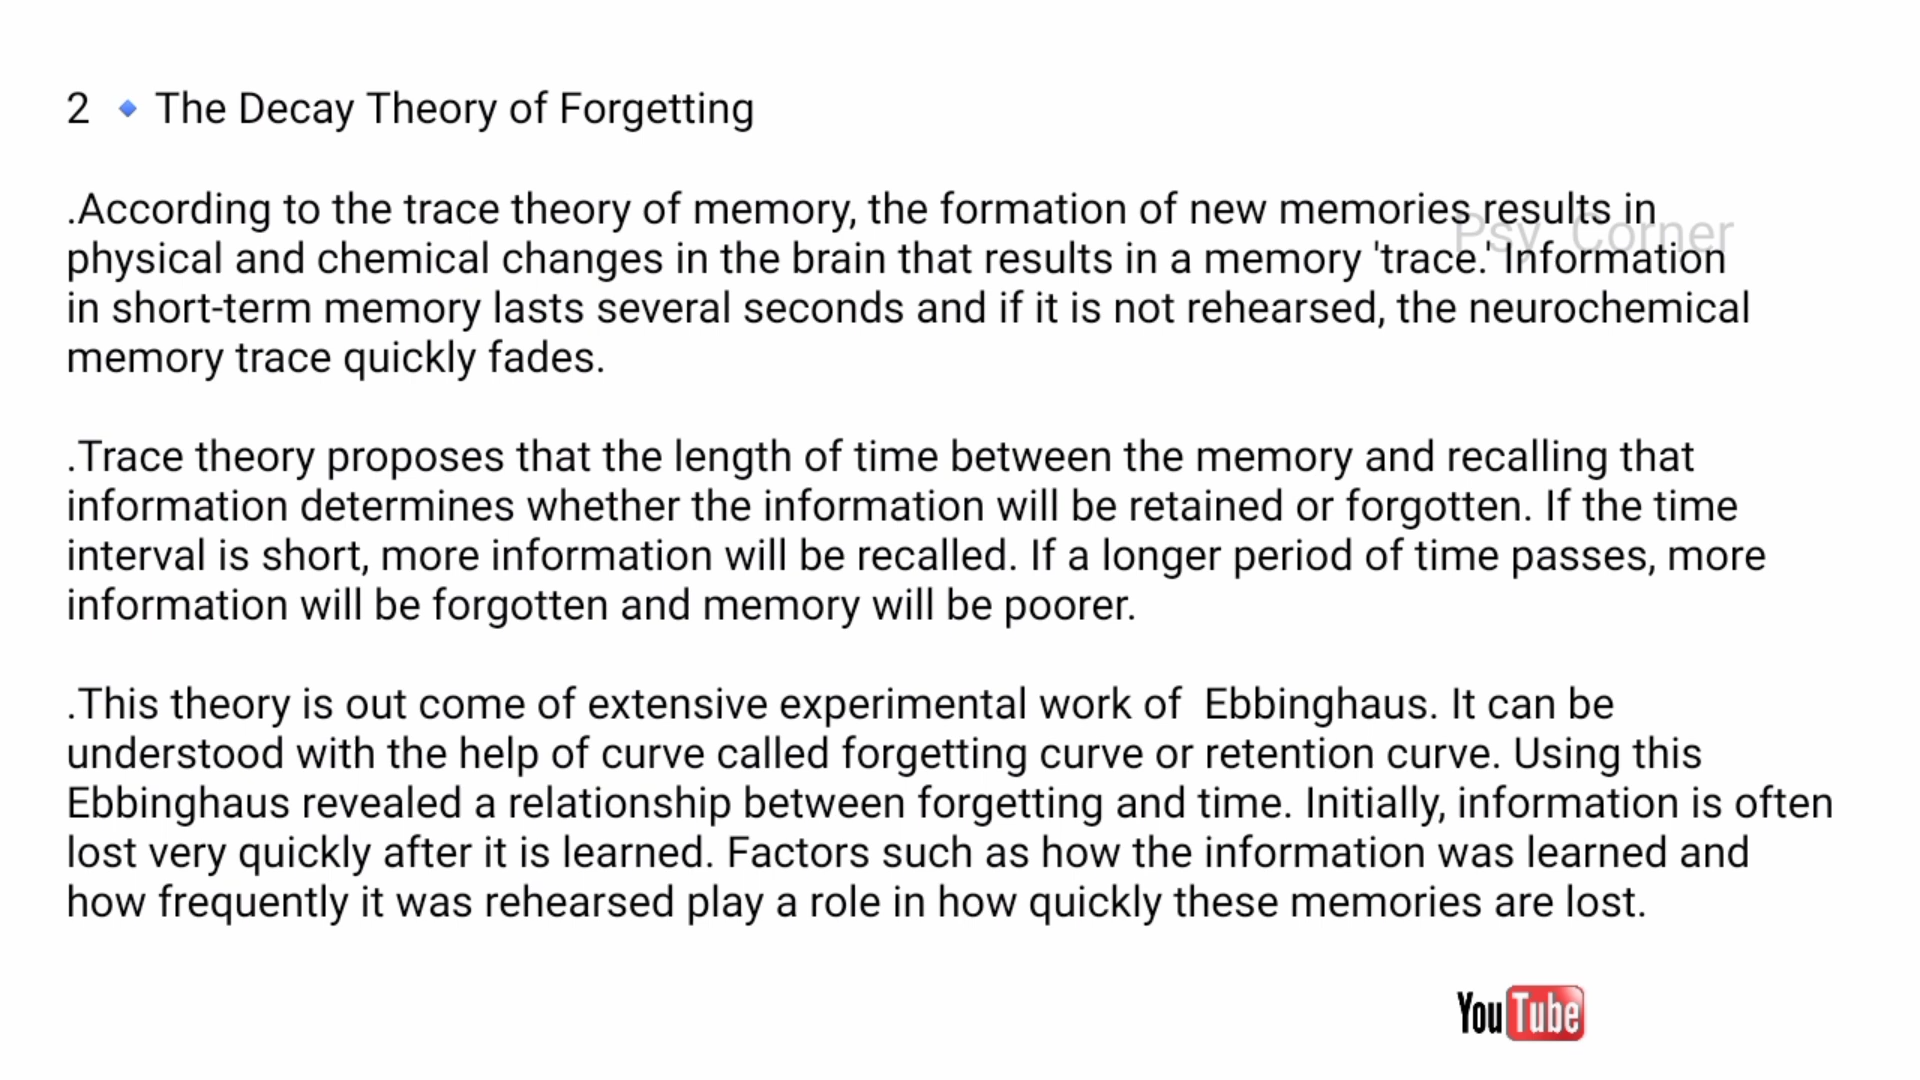 2 🔹The Decay Theory of Forgetting
.According to the trace theory of memory, the formation of new memories results in
Psy Corner
physical and chemical changes in the brain that results in a memory 'trace.' Information
in short-term memory lasts several seconds and if it is not rehearsed, the neurochemical
memory trace quickly fades.
.Trace theory proposes that the length of time between the memory and recalling that
information determines whether the information will be retained or forgotten. If the time
interval is short, more information will be recalled. If a longer period of time passes, more
information will be forgotten and memory will be poorer.
.This theory is out come of extensive experimental work of  Ebbinghaus. It can be
understood with the help of curve called forgetting curve or retention curve. Using this
Ebbinghaus revealed a relationship between forgetting and time. Initially, information is often
lost very quickly after it is learned. Factors such as how the information was learned and
how frequently it was rehearsed play a role in how quickly these memories are lost.
YouTube